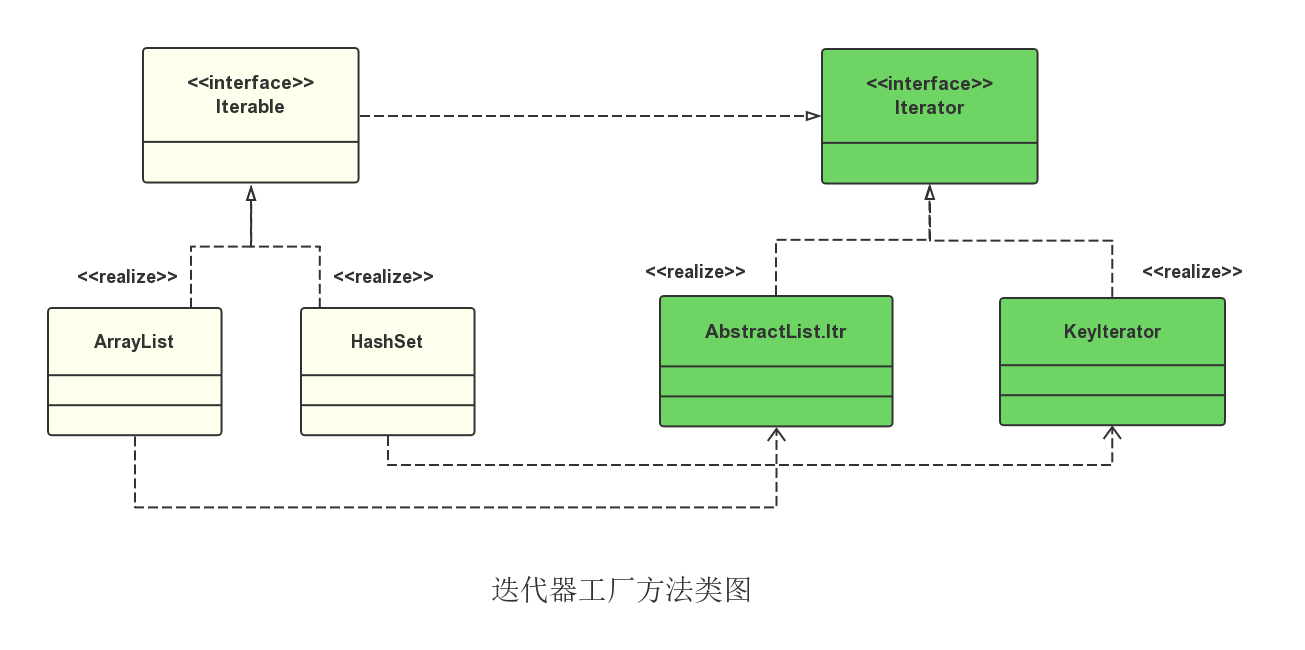 <<interface>>
Iterable
<<interface>>
Iterator
<<realize>>
<<realize>>
<<realize>>
<<realize>>
ArrayList
HashSet
AbstractList.Itr
KeyIterator
迭代器工厂方法类图